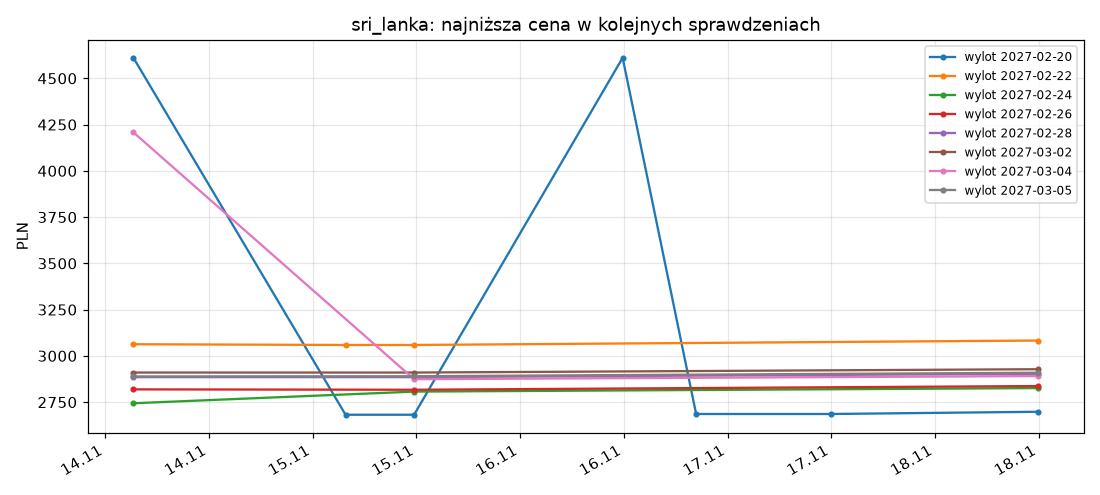 sri_lanka: najniższa cena w kolejnych sprawdzeniach
PLN
4500
4250
4000
3750
3500
3250
3000
2750
wylot 2027-02-20
wylot 2027-02-22
wylot 2027-02-24
wylot 2027-02-26
wylot 2027-02-28
wylot 2027-03-02
wylot 2027-03-04
wylot 2027-03-05
14.11
14.11
15.11
15.11
16.11
16.11
17.11
17.11
18.11
18.11